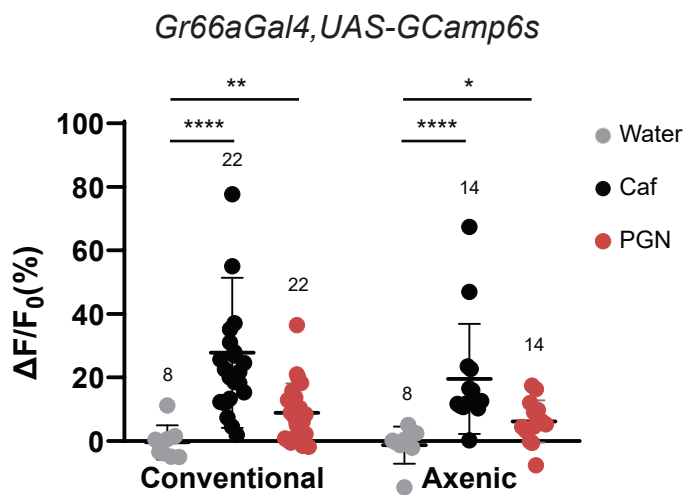 Gr66aGal4,UAS-GCamp6s
** *
**** ****
22 14
22 14
8 8
ΔF/F0(%)
100
80
60
40
20
0
Conventional Axenic
Water
Caf
PGN